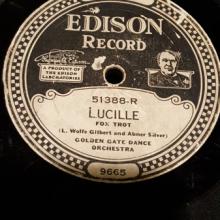 EDISON
RECORD
A PRODUCT OF
THE EDISON
LABORATORIES
51388-R
LUCILLE
FOX TROT
(L. Wolfe Gilbert and Abner Silver)
GOLDEN GATE DANCE
ORCHESTRA
9665